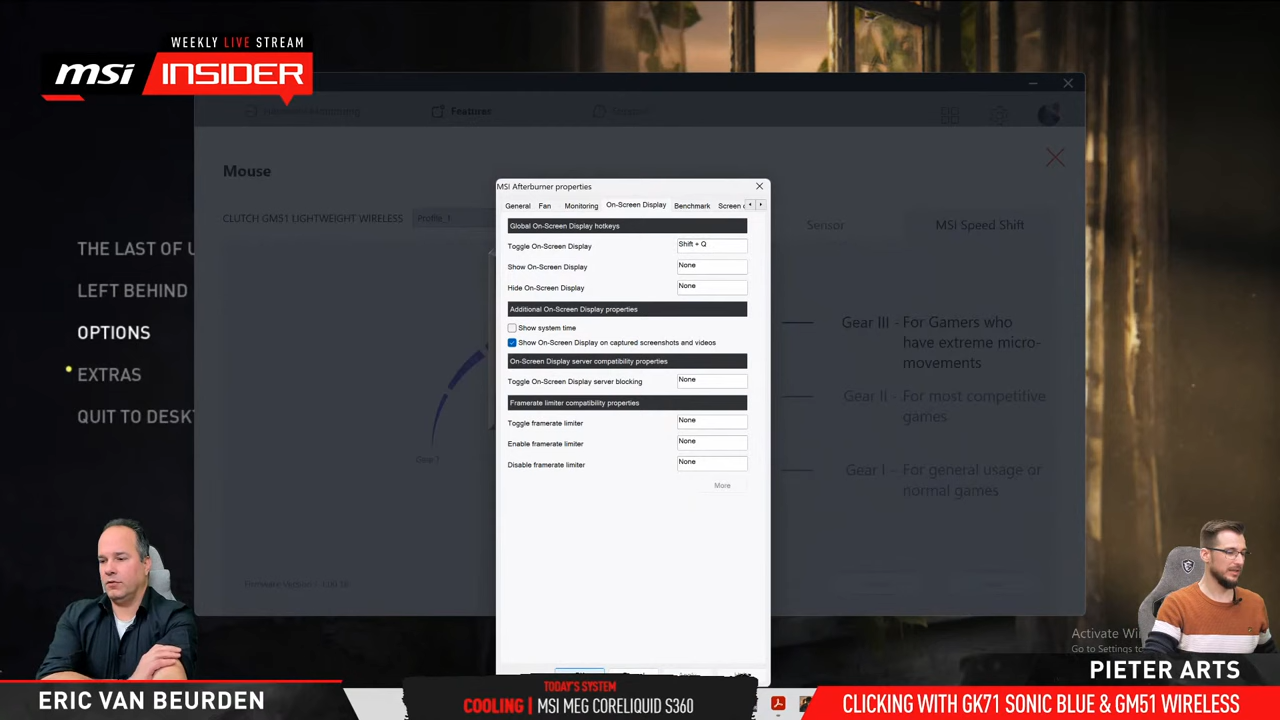 WEEKLY LIVE STREAM
msi INSIDER
Features
Mouse
CLUTCH GM51 LIGHTWEIGHT WIRELESS
Profile_1
Sensor
MSI Speed Shift
THE LAST OF U
LEFT BEHIND
OPTIONS
EXTRAS
QUIT TO DESKT
MSI Afterburner properties
General Fan Monitoring On-Screen Display Benchmark Screen c
Global On-Screen Display hotkeys
Toggle On-Screen Display Shift + Q
Show On-Screen Display None
Hide On-Screen Display None
Additional On-Screen Display properties
Show system time
Show On-Screen Display on captured screenshots and videos
On-Screen Display server compatibility properties
Toggle On-Screen Display server blocking None
Framerate limiter compatibility properties
Toggle framerate limiter None
Enable framerate limiter None
Disable framerate limiter None
More
Gear III - For Gamers who
have extreme micro-
movements
Gear II - For most competitive
games
Gear I - For general usage or
normal games
Activate Wi
Go to Settings to
ERIC VAN BEURDEN
TODAY'S SYSTEM
COOLING | MSI MEG CORELIQUID S360
PIETER ARTS
CLICKING WITH GK71 SONIC BLUE & GM51 WIRELESS